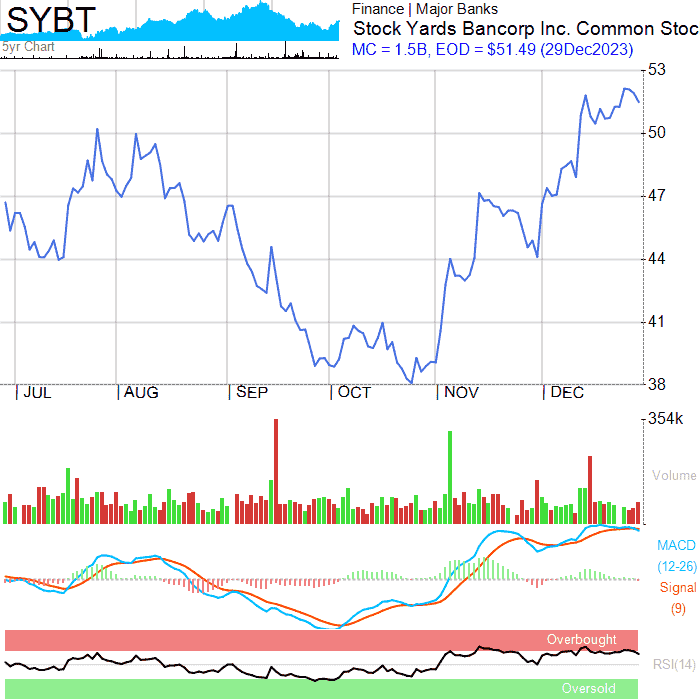 SYBT
5yr Chart
Finance | Major Banks
Stock Yards Bancorp Inc. Common Stoc
MC = 1.5B, EOD = $51.49 (29Dec2023)
53
50
47
44
41
38
JUL AUG SEP OCT NOV DEC
354k
Volume
MACD
(12-26)
Signal
(9)
Overbought
RSI(14)
Oversold